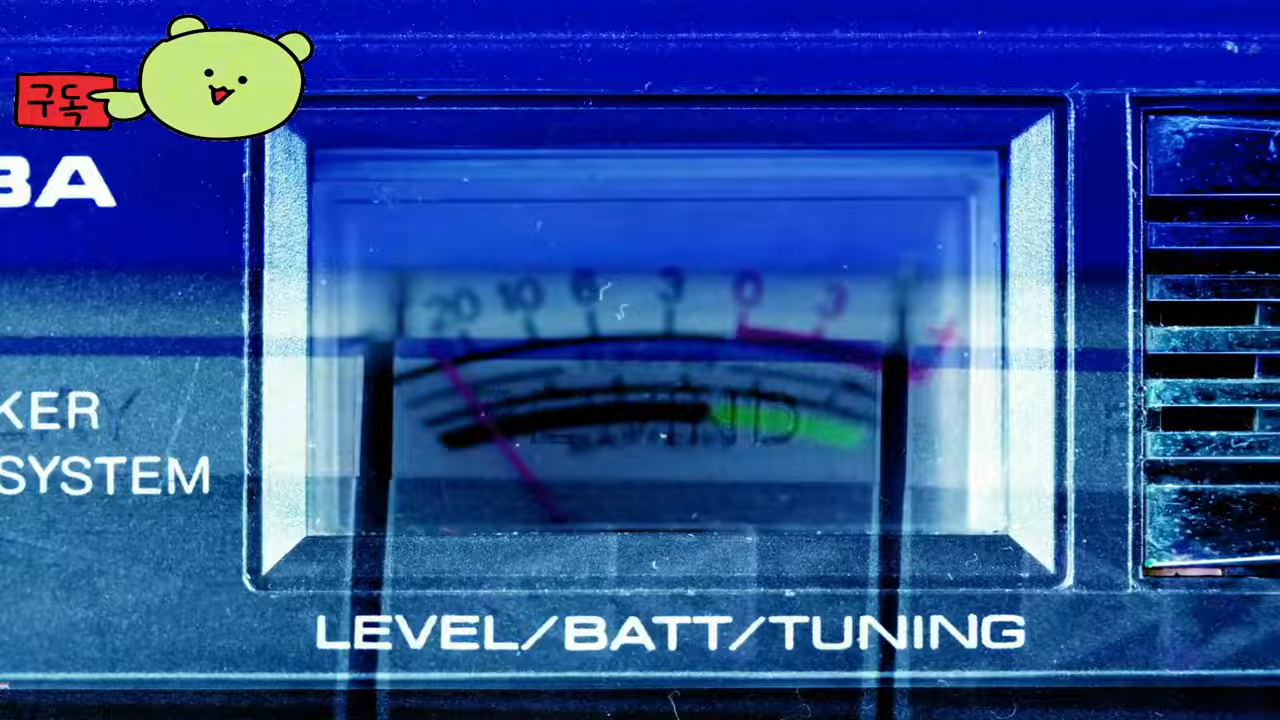 구독
BA
20 10 6 3 0 3
KER
SYSTEM
LEVEL/BATT/TUNING